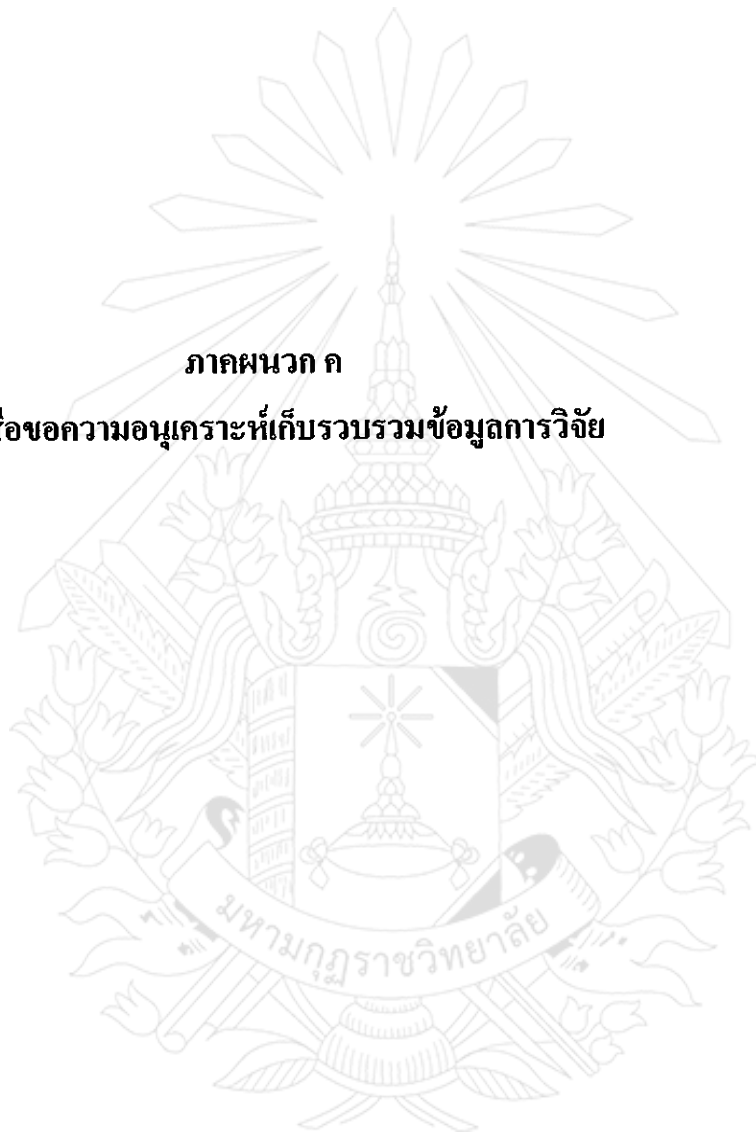 ภาคผนวก ค
อขอความอนุเคราะห์เก็บรวบรวมข้อมูลการวิจัย
มหามกุฏราชวิทยาลัย